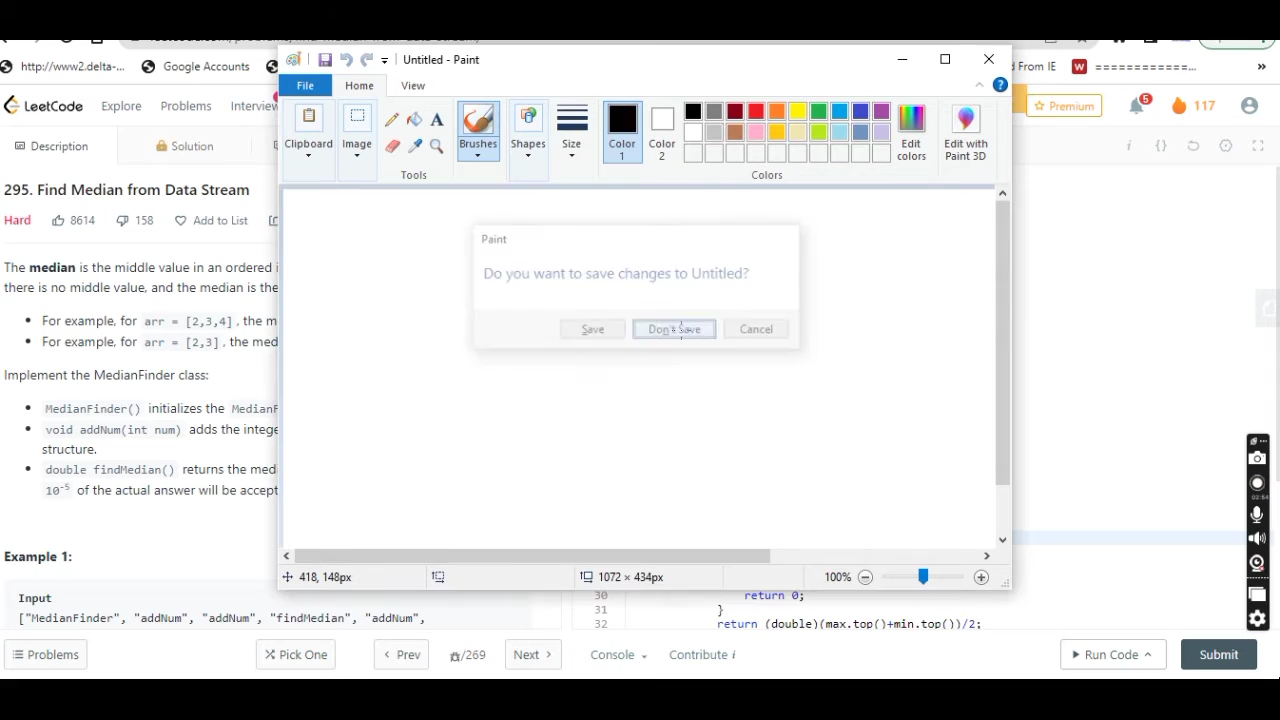 http://www2.delta-...
Google Accounts
d From IE
============...
»
Untitled - Paint
File
Home
View
Clipboard
Image
Tools
Brushes
Shapes
Size
Color 1
Color 2
Edit colors
Edit with Paint 3D
Colors
LeetCode
Explore
Problems
Interview
Premium
5
117
Description
Solution
295. Find Median from Data Stream
Hard
8614
158
Add to List
The median is the middle value in an ordered
there is no middle value, and the median is the
For example, for arr = [2,3,4], the m
For example, for arr = [2,3], the med
Implement the MedianFinder class:
MedianFinder() initializes the MedianF
void addNum(int num) adds the intege
structure.
double findMedian() returns the med
10-5 of the actual answer will be accept
Example 1:
Input
["MedianFinder", "addNum", "addNum", "findMedian", "addNum",
Paint
Do you want to save changes to Untitled?
Save
Don't Save
Cancel
418, 148px
1072 × 434px
100%
30 return 0;
31 }
32 return (double)(max.top()+min.top())/2;
Problems
Pick One
Prev
/269
Next
Console
Contribute i
Run Code
Submit